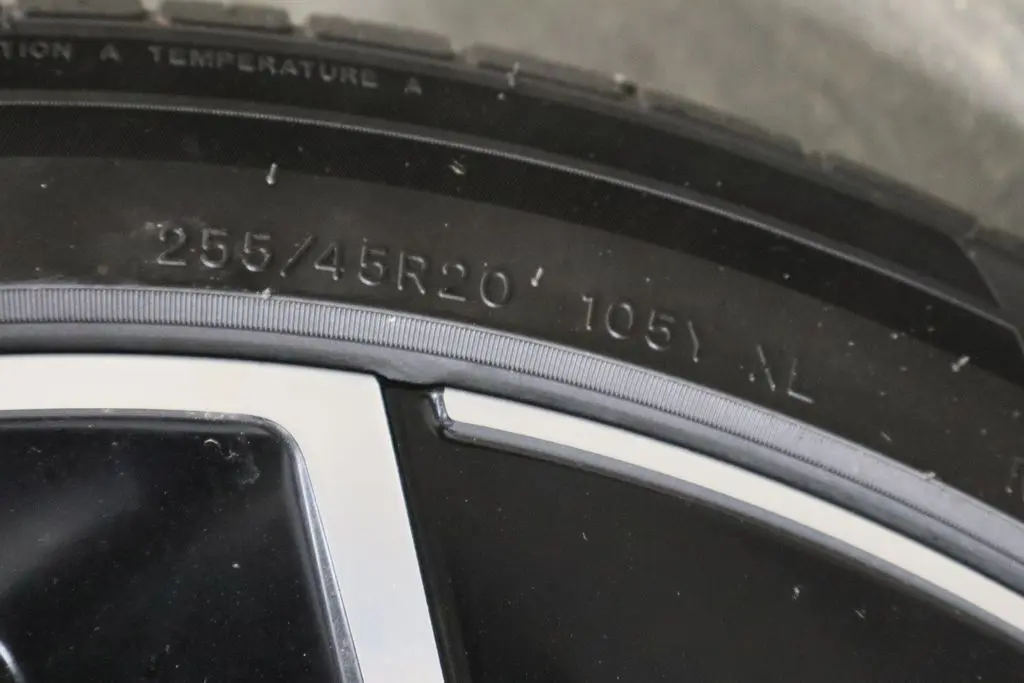 TION A TEMPERATURE A
255/45R20 105Y XL